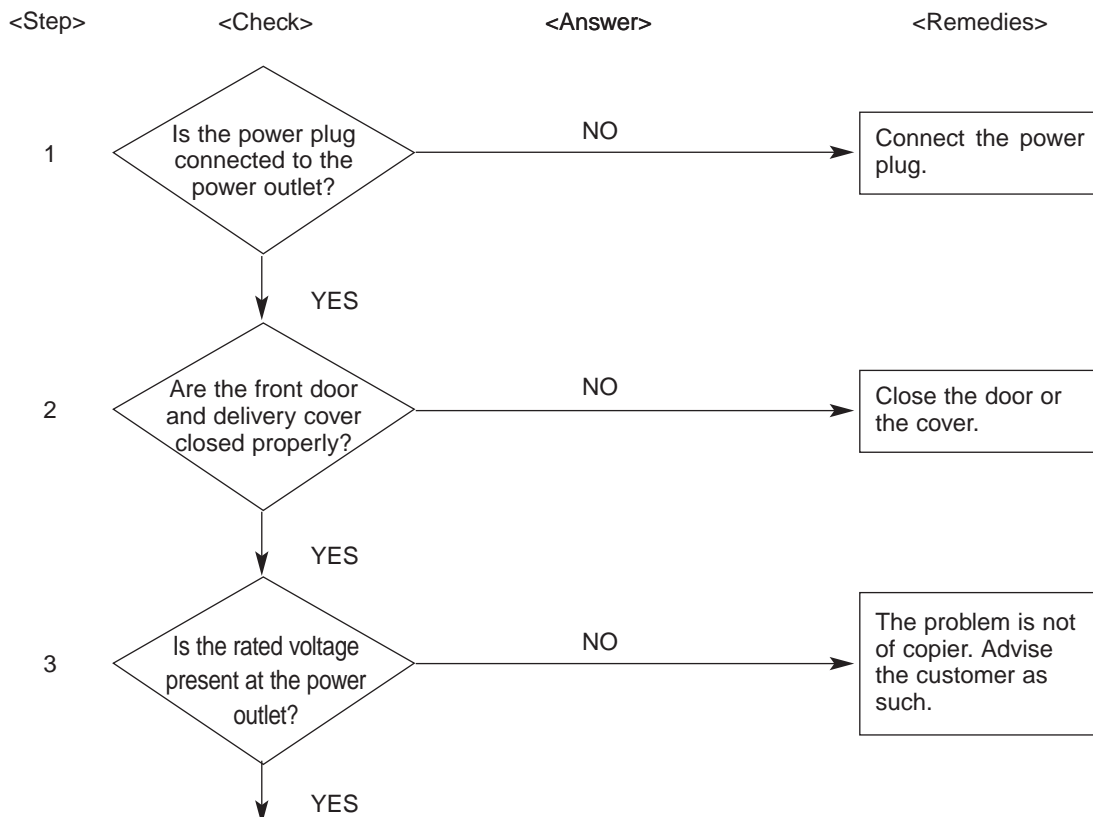 <Step> <Check> <Answer> <Remedies>
1
Is the power plug
connected to the
power outlet?
NO
Connect the power
plug.
YES
2
Are the front door
and delivery cover
closed properly?
NO
Close the door or
the cover.
YES
3
Is the rated voltage
present at the power
outlet?
NO
The problem is not
of copier. Advise
the customer as
such.
YES